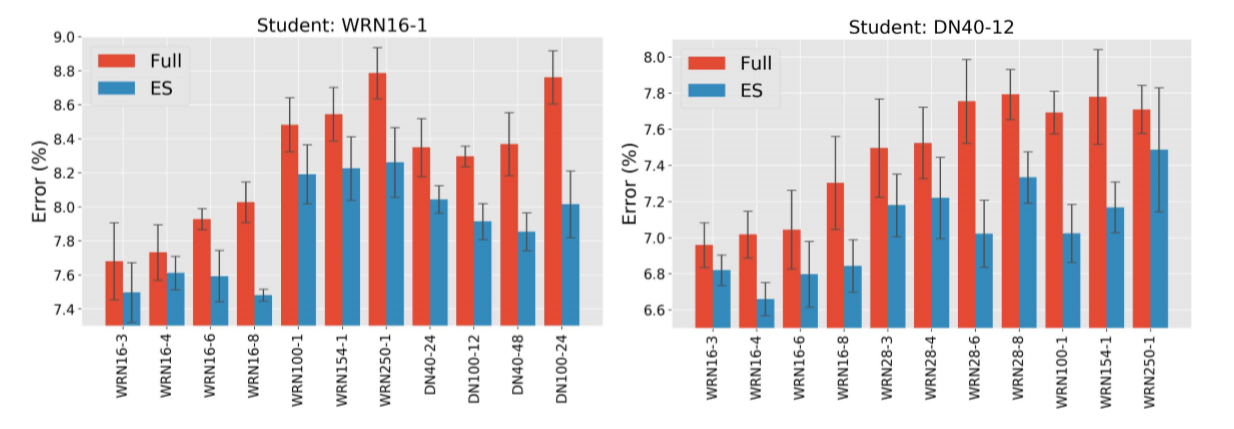 Student: WRN16-1
9.0
8.8
8.6
8.4
8.2
8.0
7.8
7.6
7.4
Error (%)
Full
ES
WRN16-3
WRN16-4
WRN16-6
WRN16-8
WRN100-1
WRN154-1
WRN250-1
DN40-24
DN100-12
DN40-48
DN100-24
Student: DN40-12
8.0
7.8
7.6
7.4
7.2
7.0
6.8
6.6
Error (%)
Full
ES
WRN16-3
WRN16-4
WRN16-6
WRN16-8
WRN28-3
WRN28-4
WRN28-6
WRN28-8
WRN100-1
WRN154-1
WRN250-1